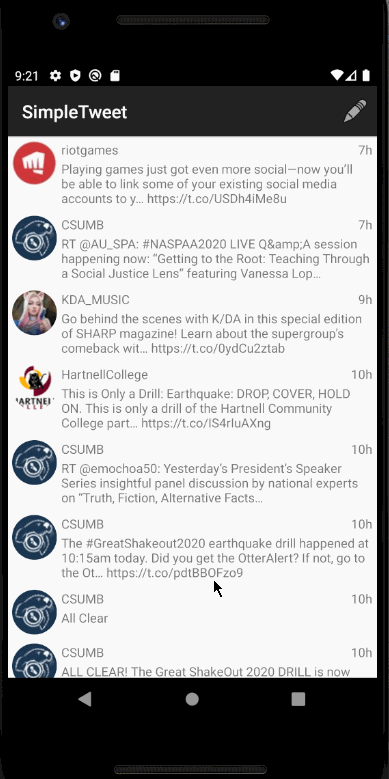 9:21
SimpleTweet
riotgames 7h
Playing games just got even more social—now you'll
be able to link some of your existing social media
accounts to y… https://t.co/USDh4iMe8u
CSUMB 7h
RT @AU_SPA: #NASPAA2020 LIVE Q&amp;A session
happening now: “Getting to the Root: Teaching Through
a Social Justice Lens” featuring Vanessa Lop…
KDA_MUSIC 9h
Go behind the scenes with K/DA in this special edition
of SHARP magazine! Learn about the supergroup's
comeback wit… https://t.co/0ydCu2ztab
HartnellCollege 10h
This is Only a Drill: Earthquake: DROP, COVER, HOLD
ON. This is only a drill of the Hartnell Community
College part… https://t.co/lS4rIuAXng
CSUMB 10h
RT @emochoa50: Yesterday's President's Speaker
Series insightful panel discussion by national experts
on “Truth, Fiction, Alternative Facts…
CSUMB 10h
The #GreatShakeout2020 earthquake drill happened at
10:15am today. Did you get the OtterAlert? If not, go to
the Ot… https://t.co/pdtBBOFzo9
CSUMB 10h
All Clear
CSUMB 10h
ALL CLEAR! The Great ShakeOut 2020 DRILL is now